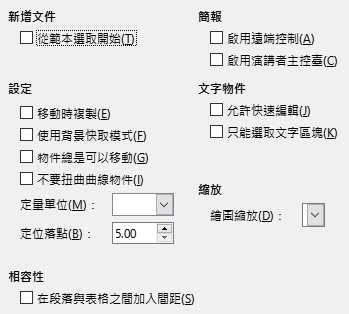 新增文件
從範本選取開始(T)
設定
移動時複製(E)
使用背景快取模式(F)
物件總是可以移動(G)
不要扭曲曲線物件(I)
定量單位(M)：
定位落點(B)： 5.00
相容性
在段落與表格之間加入間距(S)
簡報
啟用遠端控制(A)
啟用演講者主控臺(C)
文字物件
允許快速編輯(J)
只能選取文字區塊(K)
縮放
繪圖縮放(D)：